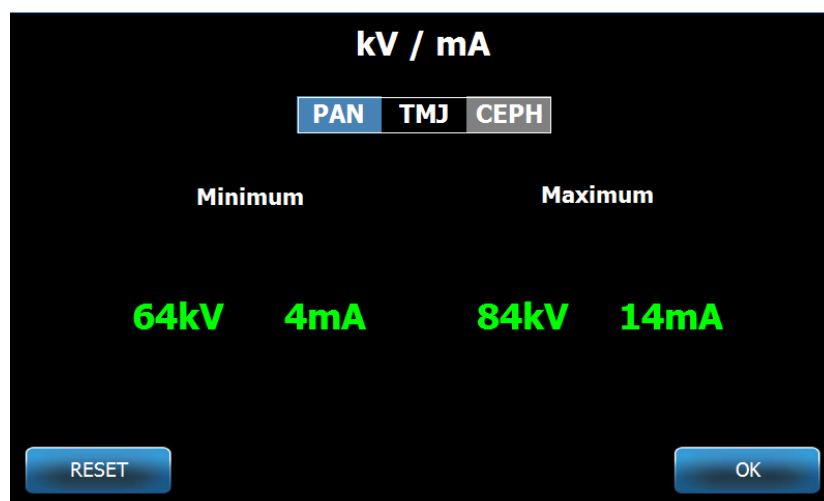 kV / mA
PAN TMJ CEPH
Minimum Maximum
64kV 4mA 84kV 14mA
RESET OK